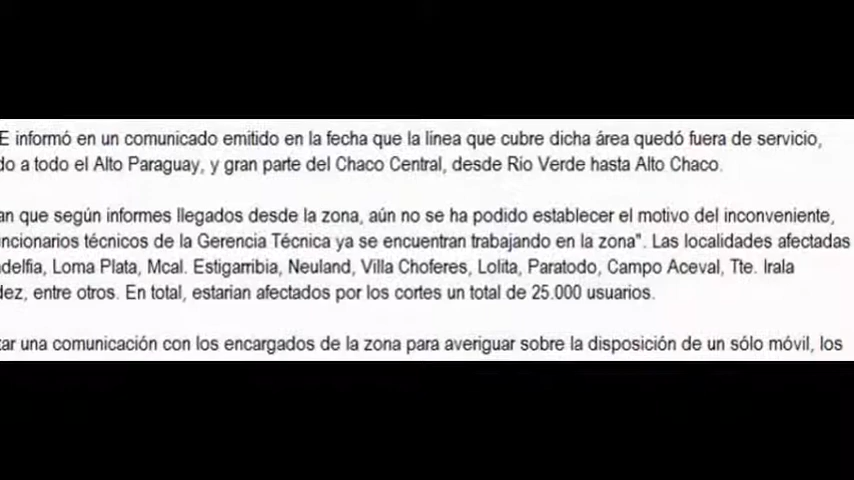 E informó en un comunicado emitido en la fecha que la línea que cubre dicha área quedó fuera de servicio,
do a todo el Alto Paraguay, y gran parte del Chaco Central, desde Río Verde hasta Alto Chaco.
an que según informes llegados desde la zona, aún no se ha podido establecer el motivo del inconveniente,
ncionarios técnicos de la Gerencia Técnica ya se encuentran trabajando en la zona". Las localidades afectadas
delfia, Loma Plata, Mcal. Estigarribia, Neuland, Villa Choferes, Lolita, Paratodo, Campo Aceval, Tte. Irala
dez, entre otros. En total, estarian afectados por los cortes un total de 25.000 usuarios.
tar una comunicación con los encargados de la zona para averiguar sobre la disposición de un sólo móvil, los